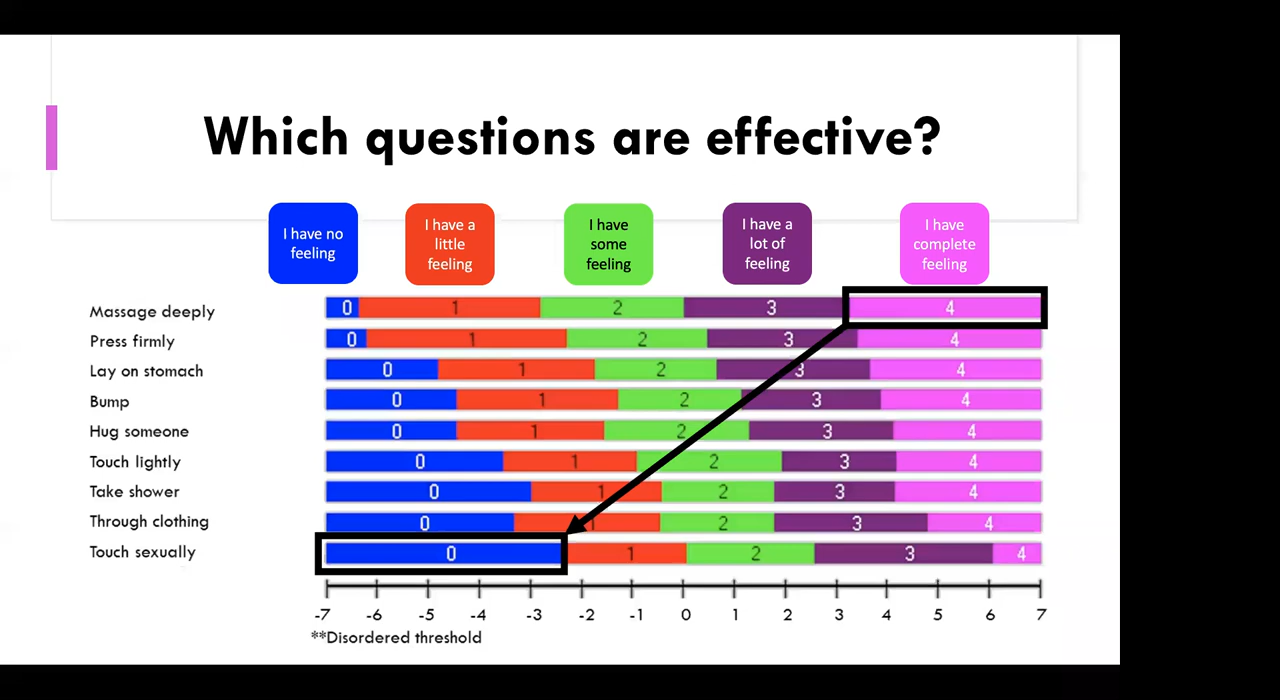 Which questions are effective?
I have no
feeling
I have a
little
feeling
I have
some
feeling
I have a
lot of
feeling
I have
complete
feeling
Massage deeply 0 1 2 3 4
Press firmly 0 1 2 3 4
Lay on stomach 0 1 2 3 4
Bump 0 1 2 3 4
Hug someone 0 1 2 3 4
Touch lightly 0 1 2 3 4
Take shower 0 1 2 3 4
Through clothing 0 1 2 3 4
Touch sexually 0 1 2 3 4
-7 -6 -5 -4 -3 -2 -1 0 1 2 3 4 5 6 7
**Disordered threshold